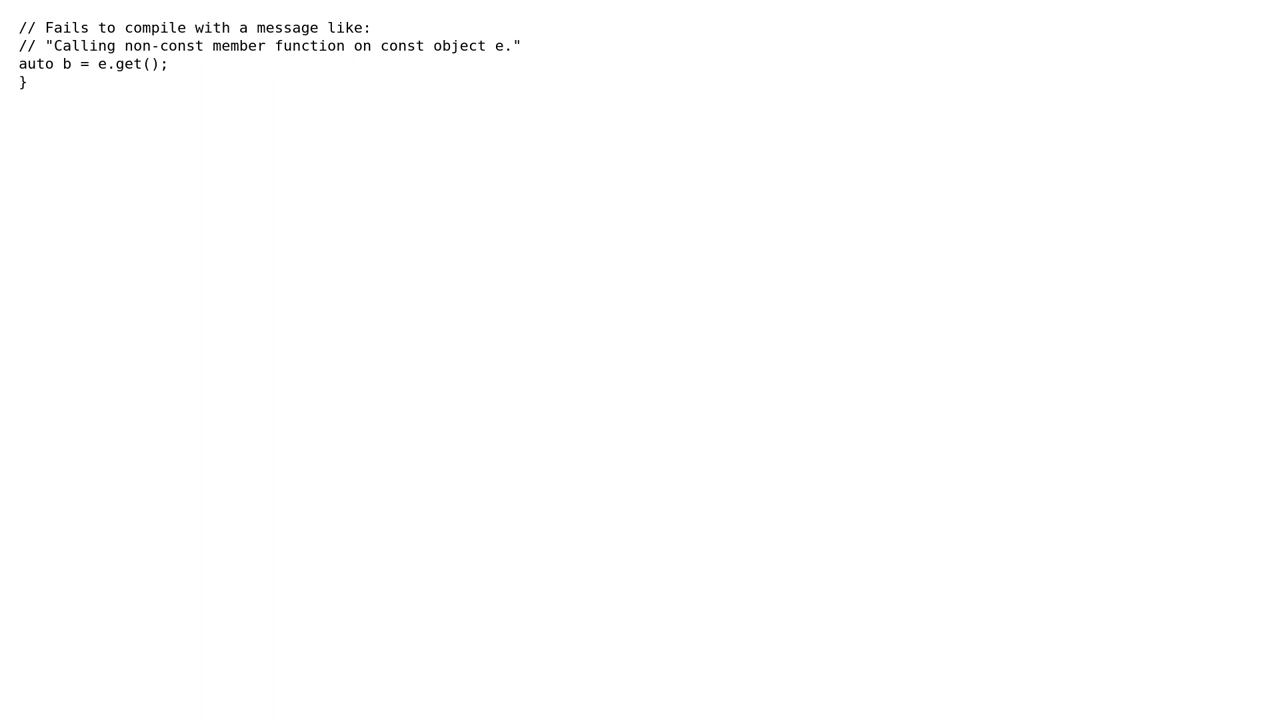 // Fails to compile with a message like:
// "Calling non-const member function on const object e."
auto b = e.get();
}